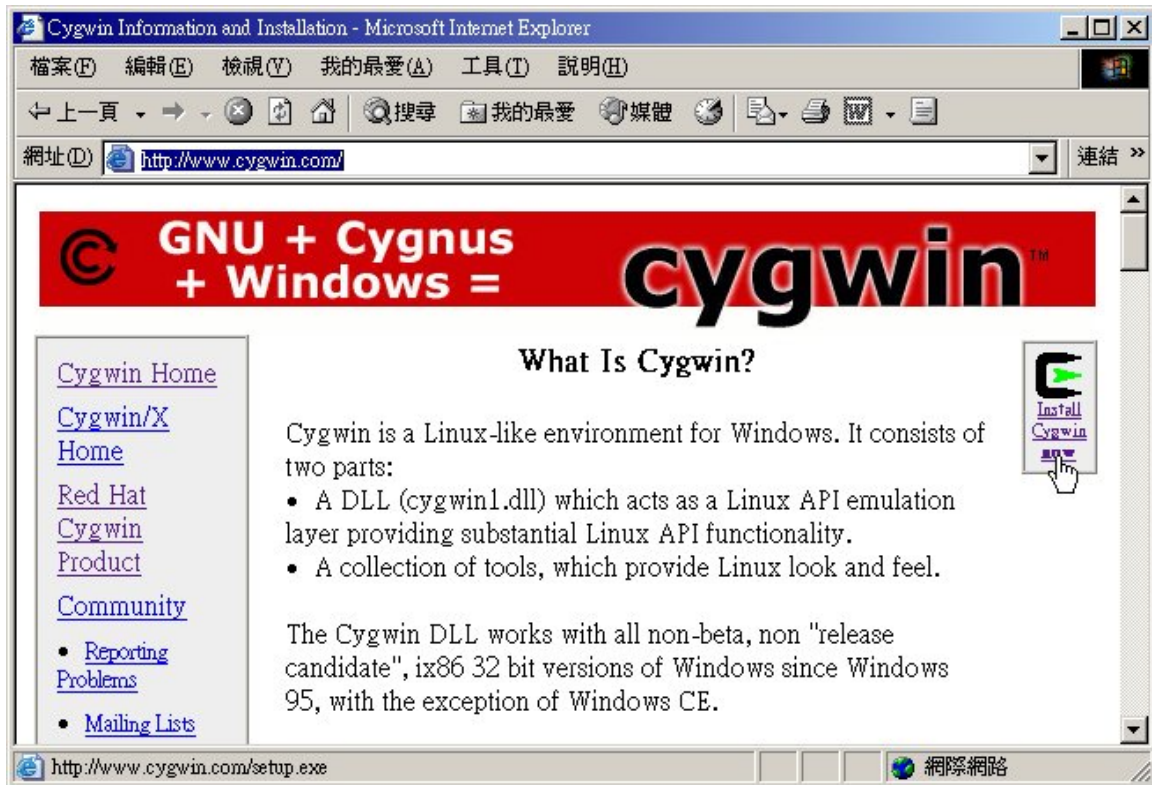 Cygwin Information and Installation - Microsoft Internet Explorer
檔案(F) 編輯(E) 檢視(V) 我的最愛(A) 工具(T) 說明(H)
上一頁 搜尋 我的最愛 媒體
網址(D) http://www.cygwin.com/ 連結 »
GNU + Cygnus
+ Windows =
cygwin™
Cygwin Home
Cygwin/X
Home
Red Hat
Cygwin
Product
Community
• Reporting
Problems
• Mailing Lists
What Is Cygwin?
Cygwin is a Linux-like environment for Windows. It consists of
two parts:
• A DLL (cygwin1.dll) which acts as a Linux API emulation
layer providing substantial Linux API functionality.
• A collection of tools, which provide Linux look and feel.
The Cygwin DLL works with all non-beta, non "release
candidate", ix86 32 bit versions of Windows since Windows
95, with the exception of Windows CE.
Install
Cygwin
now
http://www.cygwin.com/setup.exe 網際網路